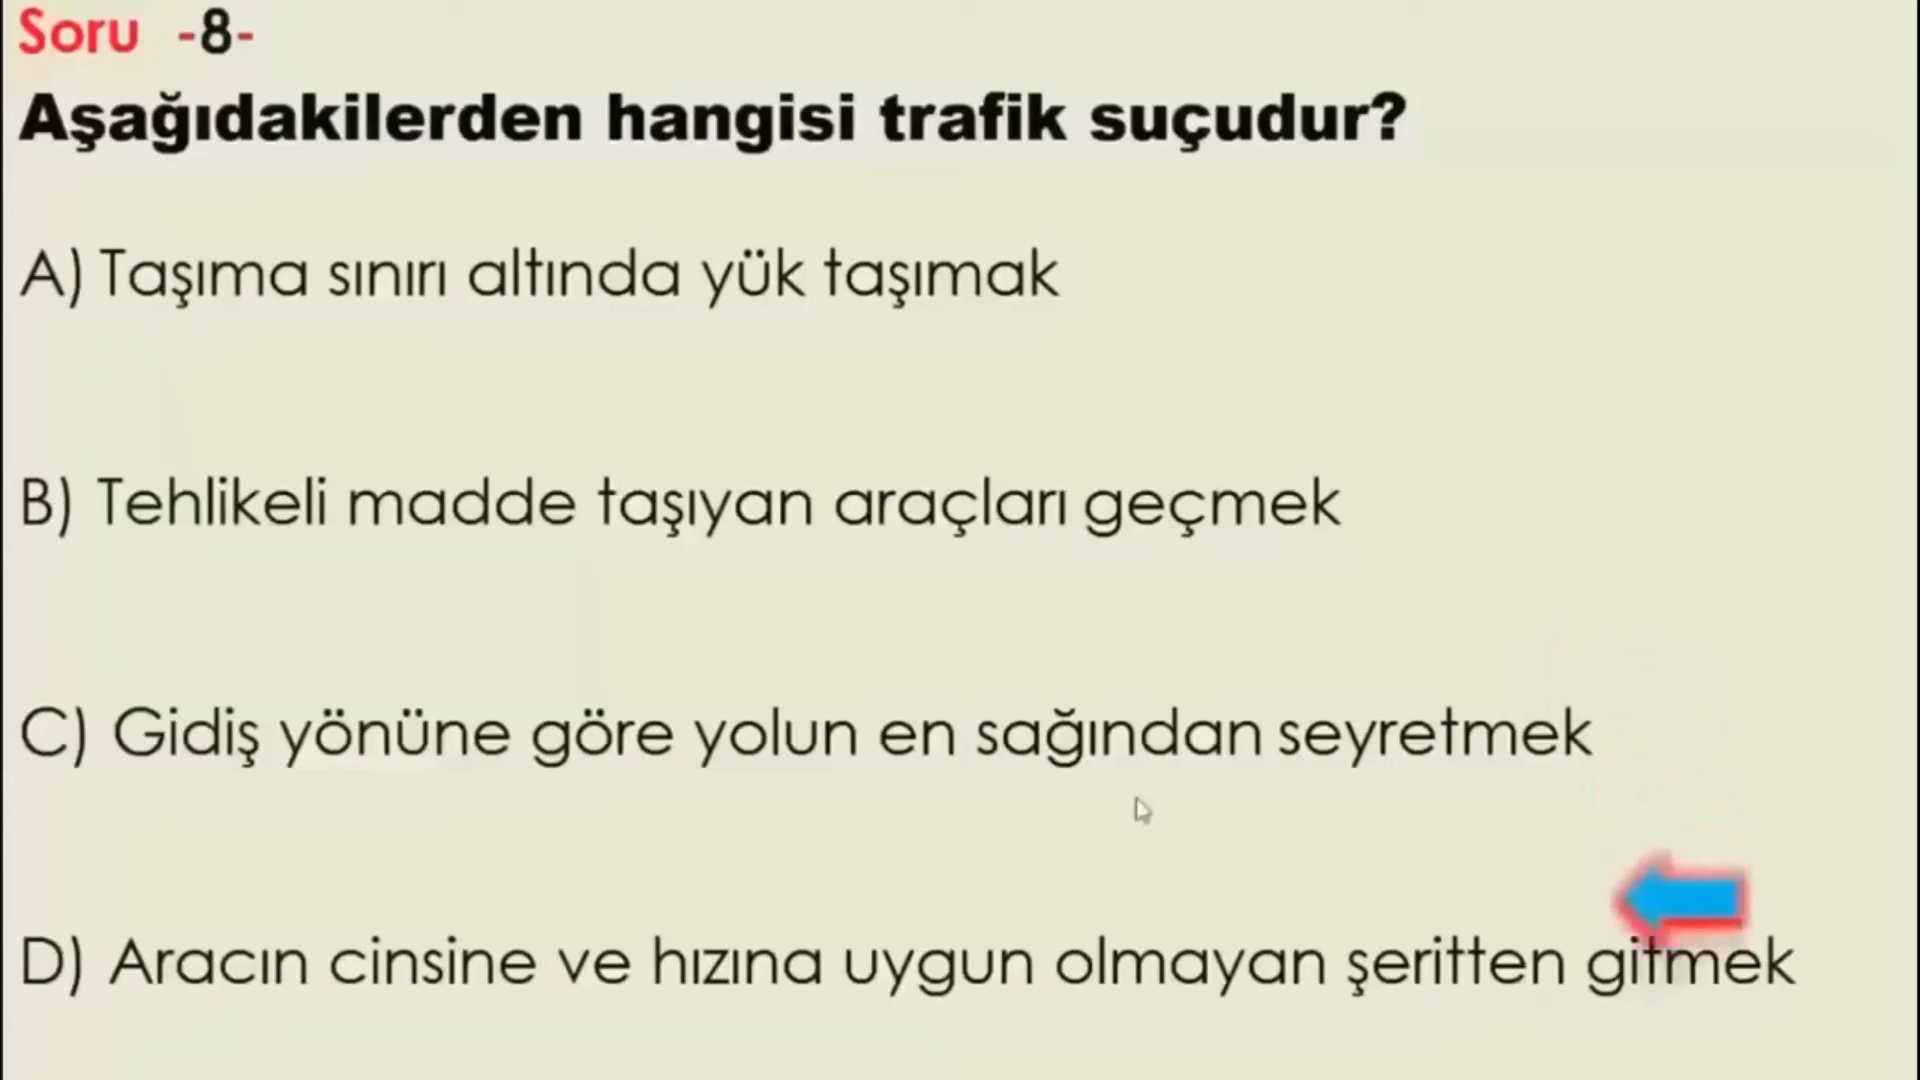 Soru -8-
Aşağıdakilerden hangisi trafik suçudur?
A) Taşıma sınırı altında yük taşımak
B) Tehlikeli madde taşıyan araçları geçmek
C) Gidiş yönüne göre yolun en sağından seyretmek
D) Aracın cinsine ve hızına uygun olmayan şeritten gitmek